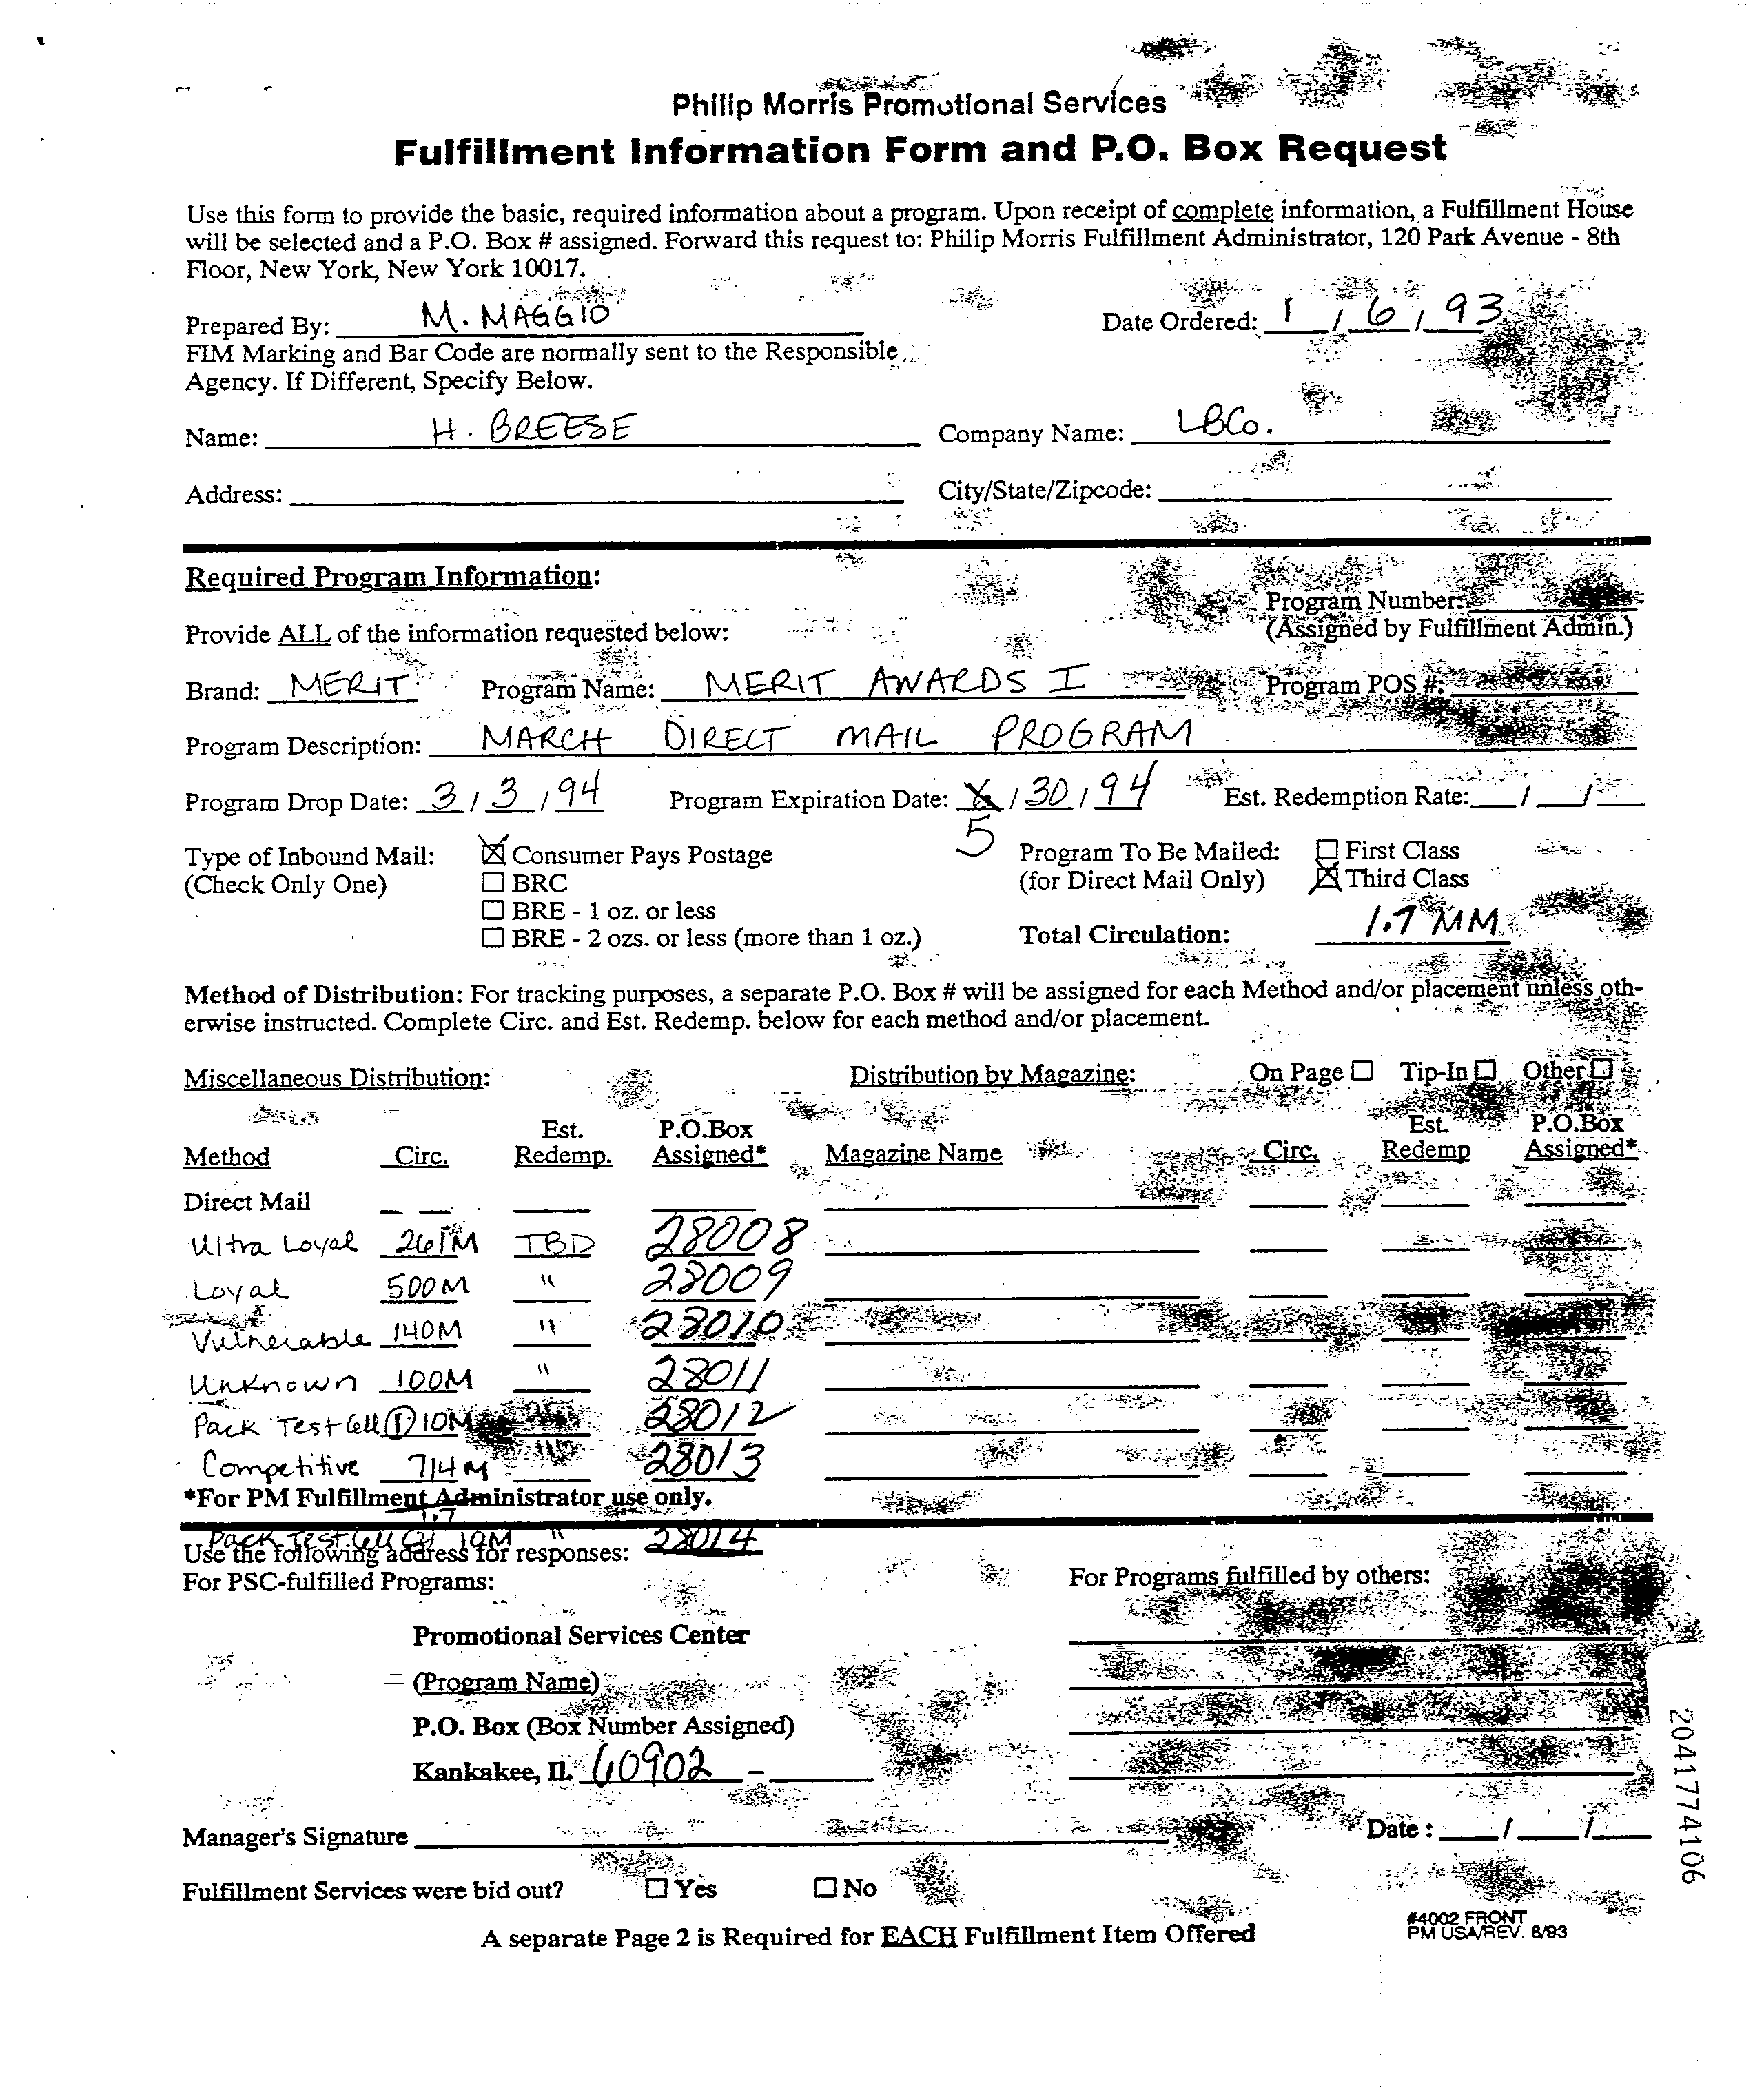 Philip Morris Promotional Services
Fulfillment Information Form and P.O. Box Request
Use this form to provide the basic, required information about a program. Upon receipt of complete information, a Fulfillment House
will be selected and a P.O. Box # assigned. Forward this request to: Philip Morris Fulfillment Administrator, 120 Park Avenue - 8th
Floor, New York, New York 10017.
Prepared By: M. MAGGIO Date Ordered: 1 / 6 / 93
FIM Marking and Bar Code are normally sent to the Responsible
Agency. If Different, Specify Below.
Name: H. BREESE Company Name: LBCo.
Address: City/State/Zipcode:
Required Program Information:
Program Number:
Provide ALL of the information requested below: (Assigned by Fulfillment Admin.)
Brand: MERIT Program Name: MERIT AWARDS I Program POS #:
Program Description: MARCH DIRECT MAIL PROGRAM
Program Drop Date: 3 / 3 / 94 Program Expiration Date: 6 / 30 / 94 Est. Redemption Rate: / /
5
Type of Inbound Mail: ☒ Consumer Pays Postage Program To Be Mailed: ☐ First Class
(Check Only One) ☐ BRC (for Direct Mail Only) ☒ Third Class
☐ BRE - 1 oz. or less
☐ BRE - 2 ozs. or less (more than 1 oz.) Total Circulation: 1.7 MM
Method of Distribution: For tracking purposes, a separate P.O. Box # will be assigned for each Method and/or placement unless oth-
erwise instructed. Complete Circ. and Est. Redemp. below for each method and/or placement.
Miscellaneous Distribution: Distribution by Magazine: On Page ☐ Tip-In ☐ Other ☐
Est. P.O.Box Est. P.O.Box
Method Circ. Redemp. Assigned* Magazine Name Circ. Redemp Assigned*
Direct Mail
Ultra Loyal 261M TBD 28008
Loyal 500M " 28009
Vulnerable 140M " 28010
Unknown 100M " 28011
Pack Test Cell (1) 10M 28012
Competitive 714M " 28013
*For PM Fulfillment Administrator use only.
1.7
Pack Test Cell (2) 10M " 28014
Use the following address for responses:
For PSC-fulfilled Programs: For Programs fulfilled by others:
Promotional Services Center
(Program Name)
P.O. Box (Box Number Assigned)
Kankakee, Il. 60902 -
Manager's Signature Date : / /
Fulfillment Services were bid out? ☐ Yes ☐ No
A separate Page 2 is Required for EACH Fulfillment Item Offered
#4002 FRONT
PM USA/REV. 8/93
2041774106